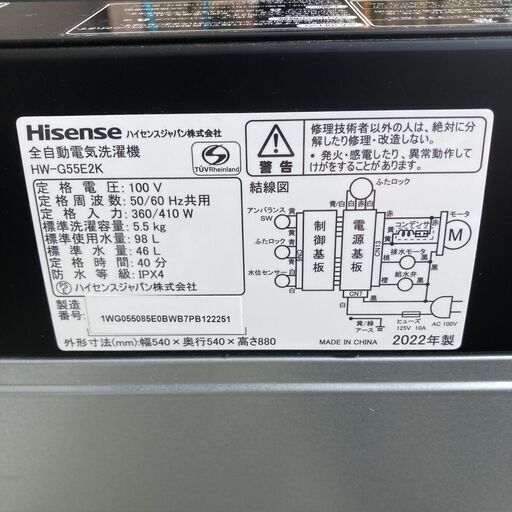 Hisense ハイセンスジャパン株式会社
全自動電気洗濯機
HW-G55E2K
TÜVRheinland
定格電圧: 100 V
定格周波数: 50/60 Hz共用
定格入力: 360/410 W
標準洗濯容量: 5.5 kg
標準使用水量: 98 L
標準水量: 46 L
定格時間: 40分
防水等級: IPX4
ハイセンスジャパン株式会社
製造番号: 1WG055085E0BWB7PB122251
外形寸法(mm): 幅540×奥行540×高さ880
警告
修理技術者以外の人は、絶対に分解したり修理・改造しない。
・発火・感電したり、異常動作してけがをすることがあります。
結線図
ふたロック
アンバランスSW
ふたロック
水位センサー
制御基板
電源基板
CN3
CN7
コンデンサ
モータ
M
排水モータ
給水弁
黄/緑
アース
ヒューズ
125V 10A
AC 100V
MADE IN CHINA
2022年製